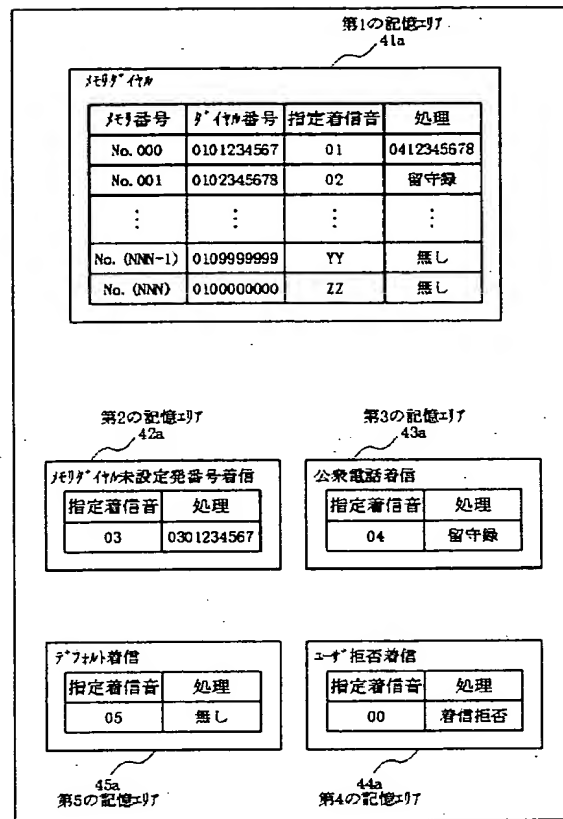 第1の記憶エリア
41a
メモリダイヤル
メモリ番号 ダイヤル番号 指定着信音 処理
No.000 0101234567 01 0412345678
No.001 0102345678 02 留守録
⋮ ⋮ ⋮ ⋮
No.(NNN-1) 0109999999 YY 無し
No.(NNN) 0100000000 ZZ 無し
第2の記憶エリア
42a
メモリダイヤル未設定発番号着信
指定着信音 処理
03 0301234567
第3の記憶エリア
43a
公衆電話着信
指定着信音 処理
04 留守録
デフォルト着信
指定着信音 処理
05 無し
45a
第5の記憶エリア
ユーザ拒否着信
指定着信音 処理
00 着信拒否
44a
第4の記憶エリア